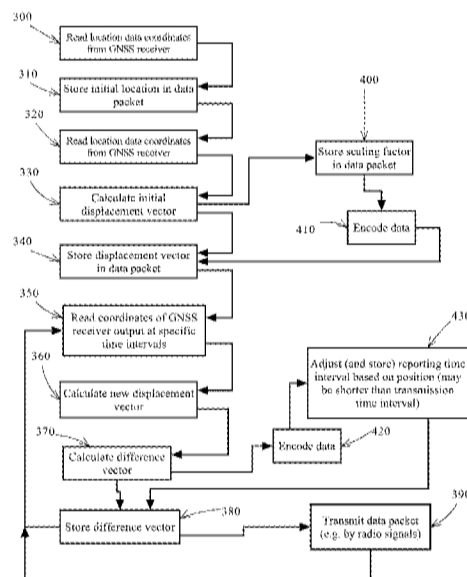 300
Read location data coordinates
from GNSS receiver
310
Store initial location in data
packet
320
Read location data coordinates
from GNSS receiver
330
Calculate initial
displacement vector
340
Store displacement vector
in data packet
350
Read coordinates of GNSS
receiver output at specific
time intervals
360
Calculate new displacement
vector
370
Calculate difference
vector
Store difference vector
380
400
Store scaling factor
in data packet
410
Encode data
430
Adjust (and store) reporting time
interval based on position (may
be shorter than transmission
time interval)
Encode data
420
Transmit data packet
(e.g. by radio signals)
390